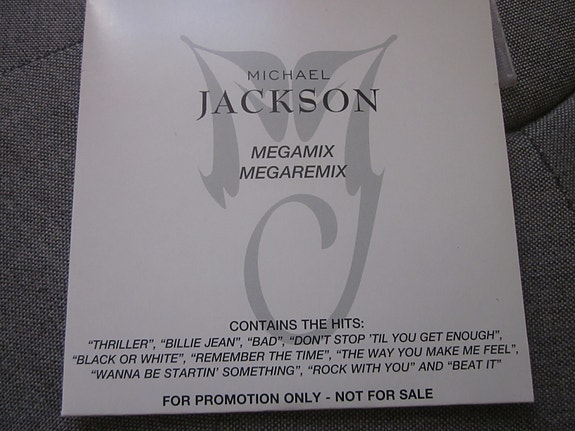 MICHAEL
JACKSON
MEGAMIX
MEGAREMIX
CONTAINS THE HITS:
“THRILLER”, “BILLIE JEAN”, “BAD”, “DON’T STOP ’TIL YOU GET ENOUGH”,
“BLACK OR WHITE”, “REMEMBER THE TIME”, “THE WAY YOU MAKE ME FEEL”,
“WANNA BE STARTIN’ SOMETHING”, “ROCK WITH YOU” AND “BEAT IT”
FOR PROMOTION ONLY - NOT FOR SALE